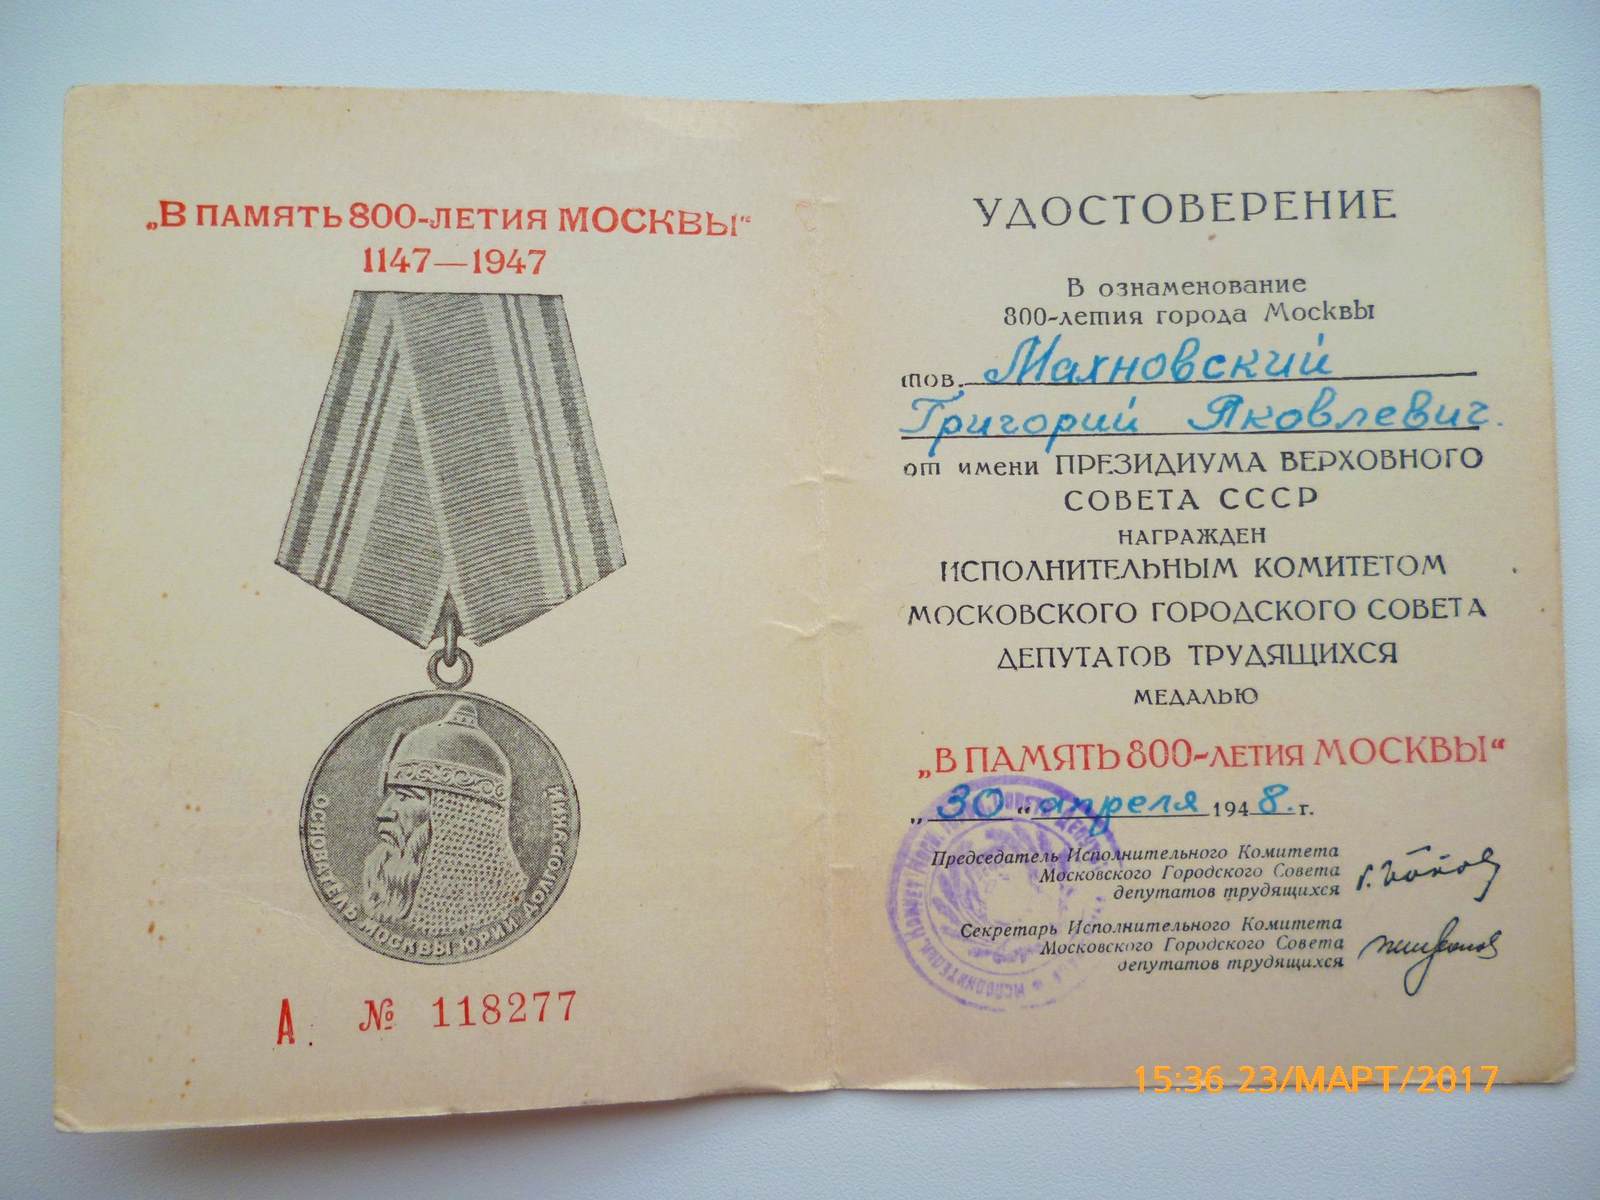 „В ПАМЯТЬ 800-ЛЕТИЯ МОСКВЫ“
1147—1947
ОСНОВАТЕЛЬ МОСКВЫ ЮРИЙ ДОЛГОРУКИЙ
А № 118277
УДОСТОВЕРЕНИЕ
В ознаменование
800-летия города Москвы
тов. Махновский
Григорий Яковлевич.
от имени ПРЕЗИДИУМА ВЕРХОВНОГО
СОВЕТА СССР
НАГРАЖДЕН
ИСПОЛНИТЕЛЬНЫМ КОМИТЕТОМ
МОСКОВСКОГО ГОРОДСКОГО СОВЕТА
ДЕПУТАТОВ ТРУДЯЩИХСЯ
МЕДАЛЬЮ
„В ПАМЯТЬ 800-ЛЕТИЯ МОСКВЫ“
„30“ апреля 1948. г.
Председатель Исполнительного Комитета
Московского Городского Совета
депутатов трудящихся
Секретарь Исполнительного Комитета
Московского Городского Совета
депутатов трудящихся
15:36 23/МАРТ/2017